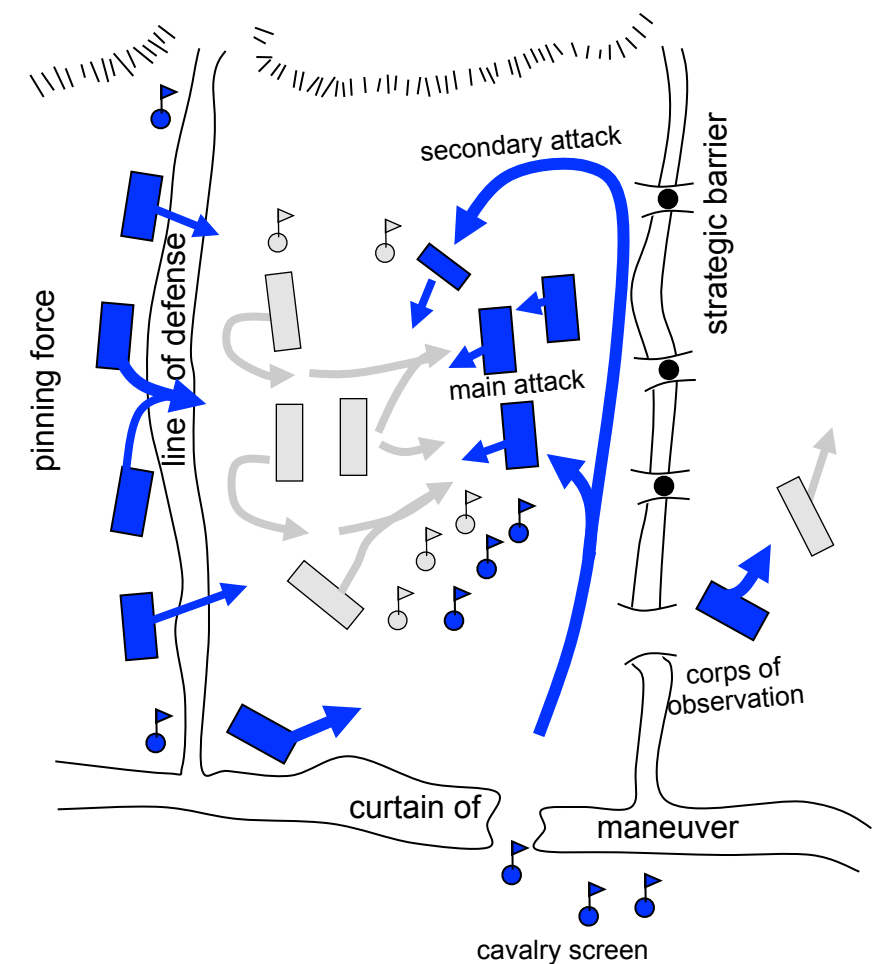 secondary attack
strategic barrier
line of defense
pinning force
main attack
corps of
observation
curtain of
maneuver
cavalry screen